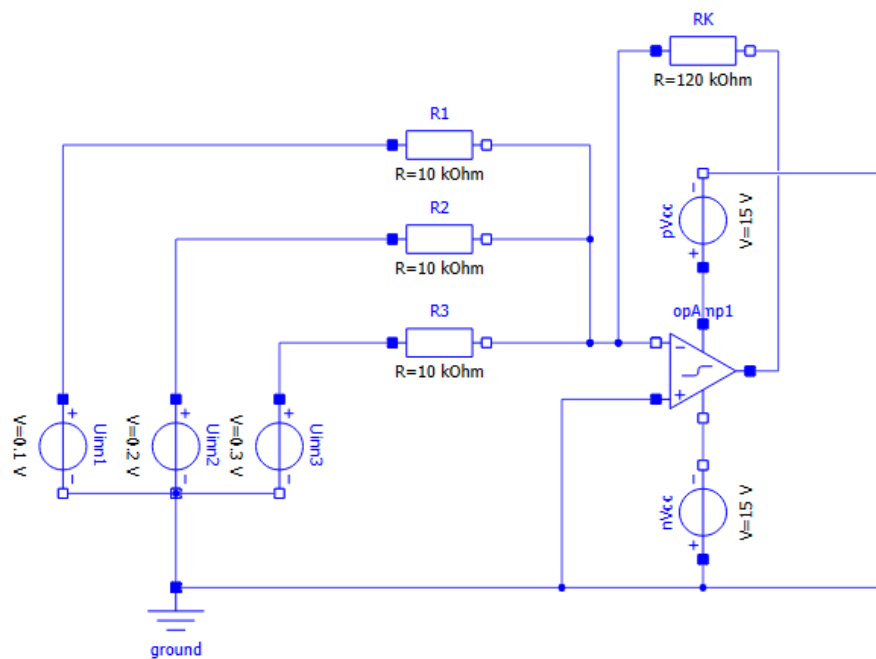 RK
R=120 kOhm
R1
R=10 kOhm
R2
R=10 kOhm
R3
R=10 kOhm
pVcc
V=15 V
opAmp1
V=0.1 V
Uinn1
V=0.2 V
Uinn2
V=0.3 V
Uinn3
nVcc
V=15 V
ground